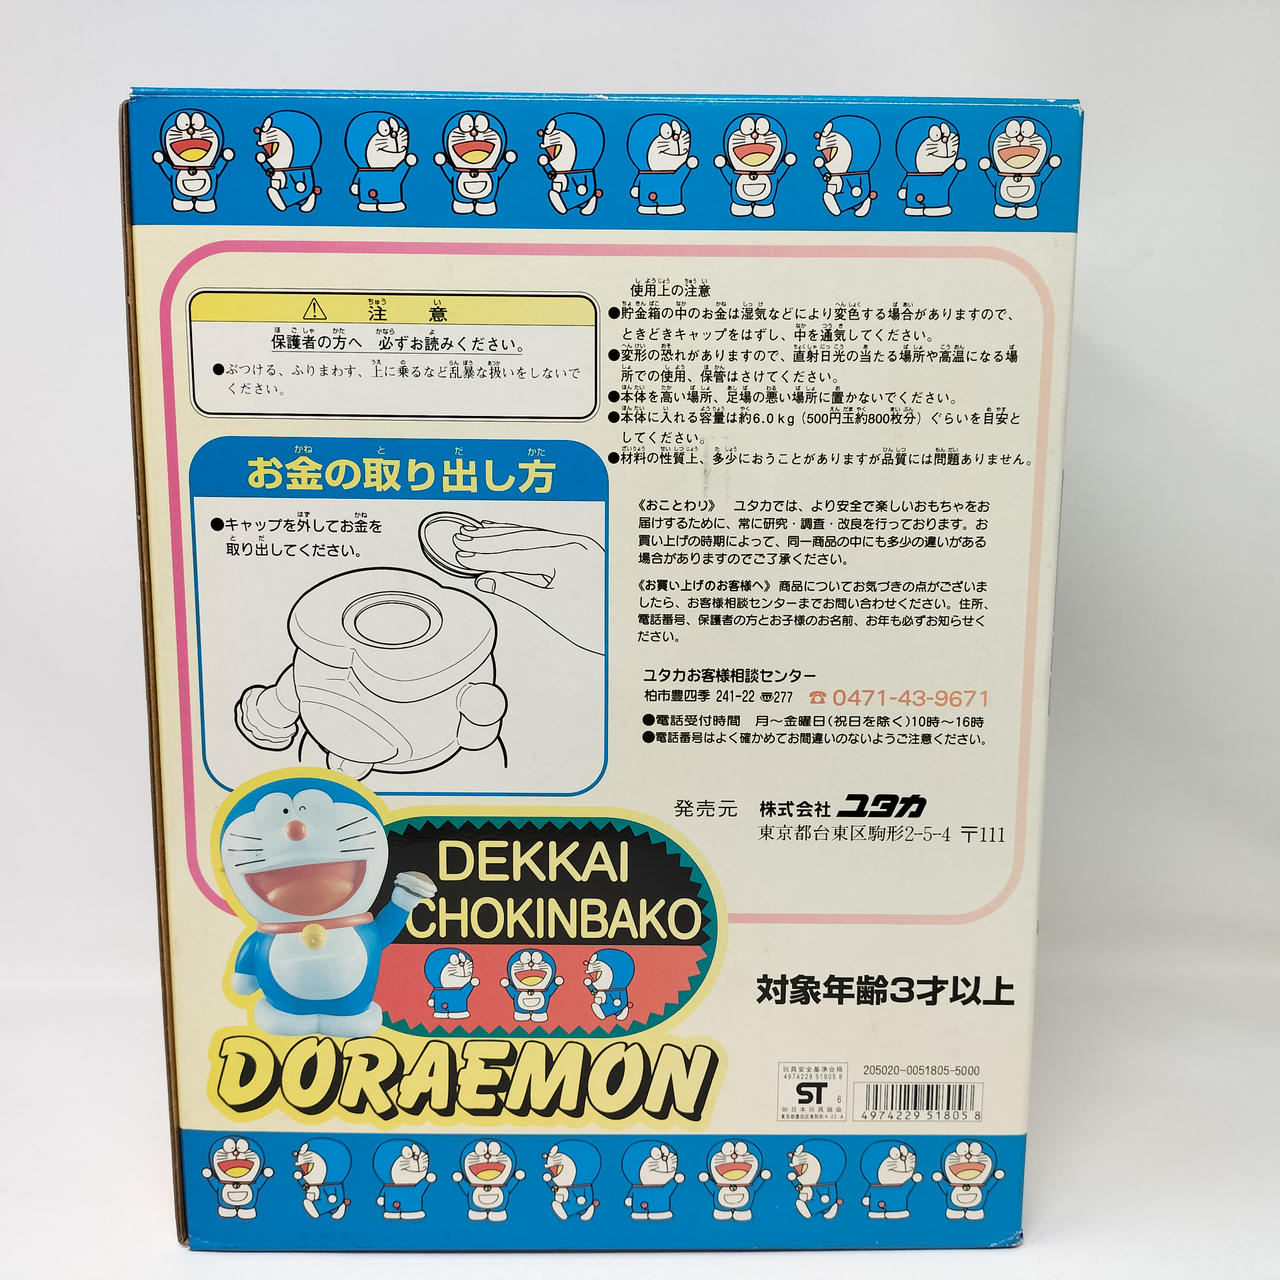 注意
保護者の方へ 必ずお読みください。
●ぶつける、ふりまわす、上に乗るなど乱暴な扱いをしないで
ください。
お金の取り出し方
●キャップを外してお金を
取り出してください。
使用上の注意
●貯金箱の中のお金は湿気などにより変色する場合がありますので、
ときどきキャップをはずし、中を通気してください。
●変形の恐れがありますので、直射日光の当たる場所や高温になる場
所での使用、保管はさけてください。
●本体を高い場所、足場の悪い場所に置かないでください。
●本体に入れる容量は約6.0kg(500円玉約800枚分)ぐらいを目安と
してください。
●材料の性質上、多少におうことがありますが品質には問題ありません。
《おことわり》 ユタカでは、より安全で楽しいおもちゃをお
届けするために、常に研究・調査・改良を行っております。お
買い上げの時期によって、同一商品の中にも多少の違いがある
場合がありますのでご了承ください。
《お買い上げのお客様へ》商品についてお気づきの点がございま
したら、お客様相談センターまでお問い合わせください。住所、
電話番号、保護者の方とお子様のお名前、お年も必ずお知らせく
ださい。
ユタカお客様相談センター
柏市豊四季 241-22 〠277 ☎0471-43-9671
●電話受付時間 月〜金曜日(祝日を除く)10時〜16時
●電話番号はよく確かめてお間違いのないようご注意ください。
発売元 株式会社 ユタカ
東京都台東区駒形2-5-4 〒111
DEKKAI
CHOKINBAKO
DORAEMON
対象年齢3才以上
玩具安全基準合格
4974229 51805 8
ST 6
㈳日本玩具協会
205020-0051805-5000
4974229 51805 8